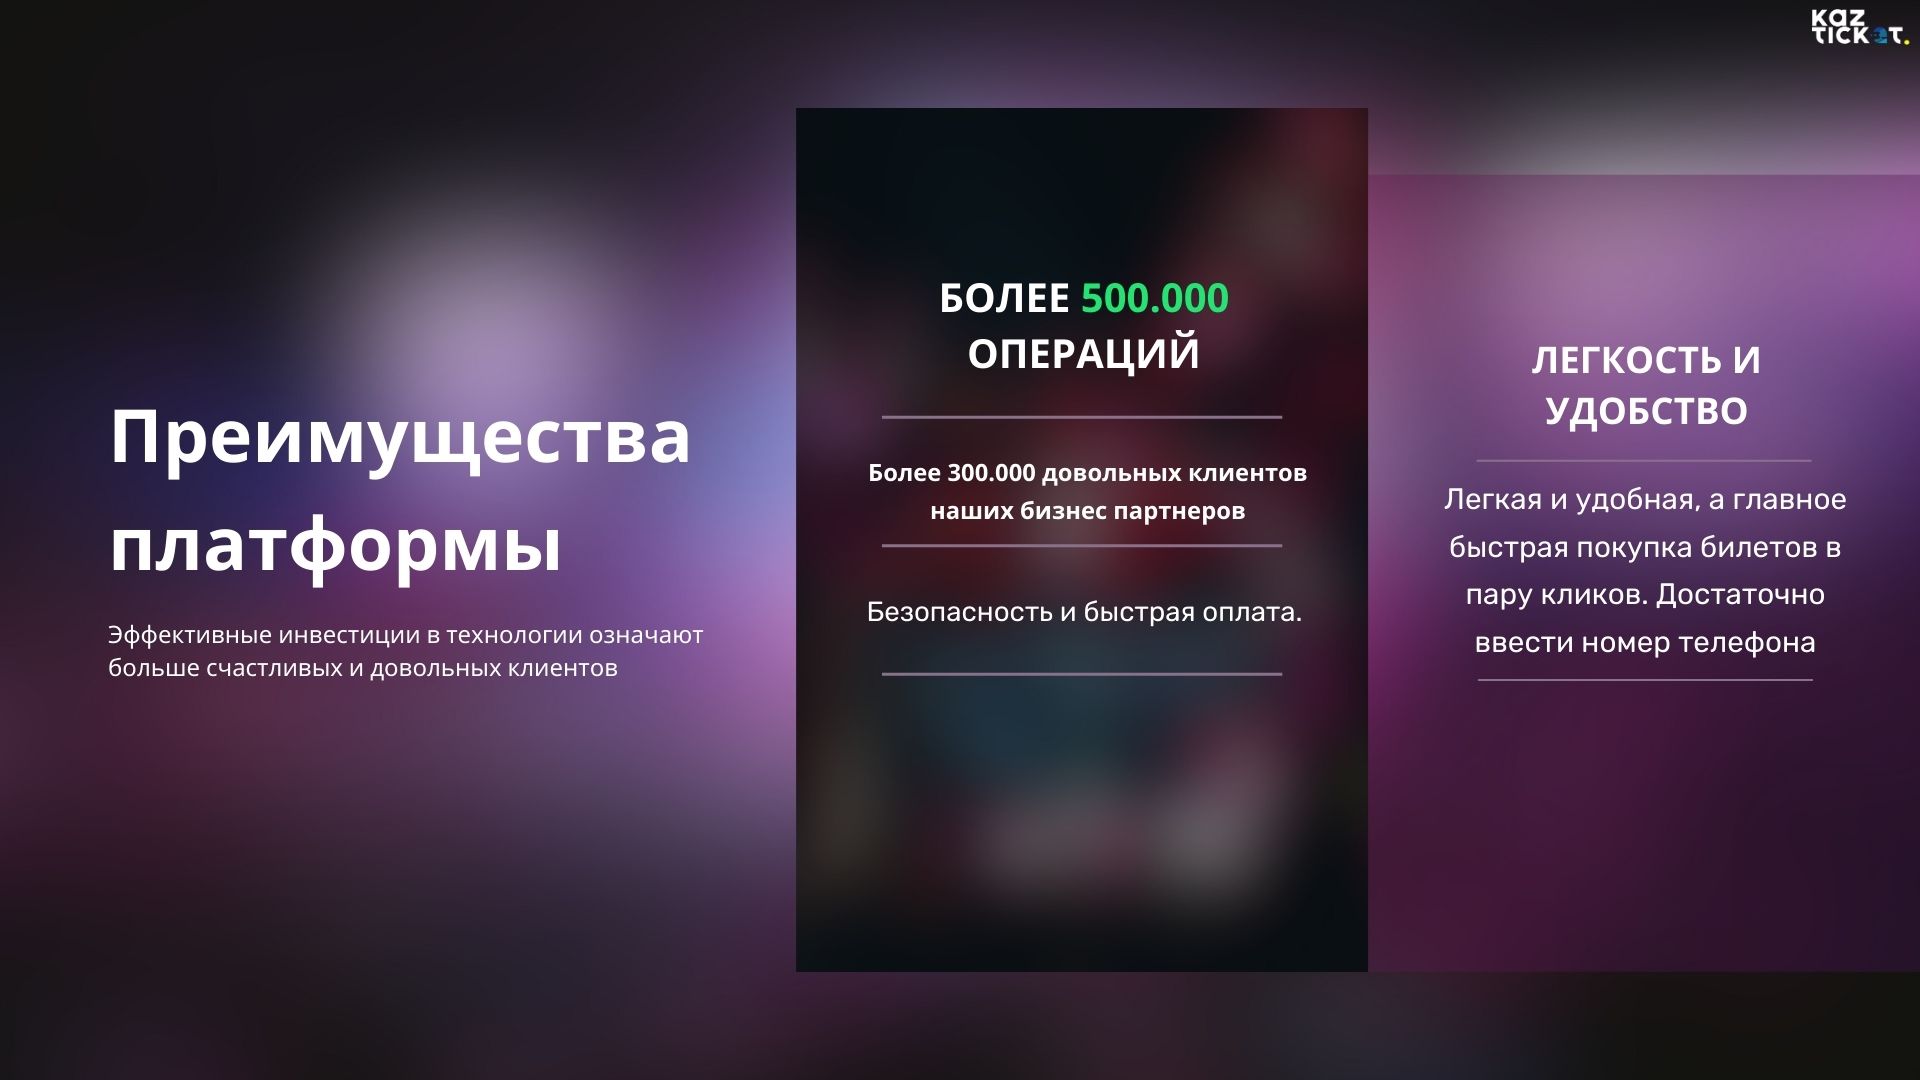 KAZ
TICKET.
Преимущества
платформы
Эффективные инвестиции в технологии означают
больше счастливых и довольных клиентов
БОЛЕЕ 500.000
ОПЕРАЦИЙ
Более 300.000 довольных клиентов
наших бизнес партнеров
Безопасность и быстрая оплата.
ЛЕГКОСТЬ И
УДОБСТВО
Легкая и удобная, а главное
быстрая покупка билетов в
пару кликов. Достаточно
ввести номер телефона